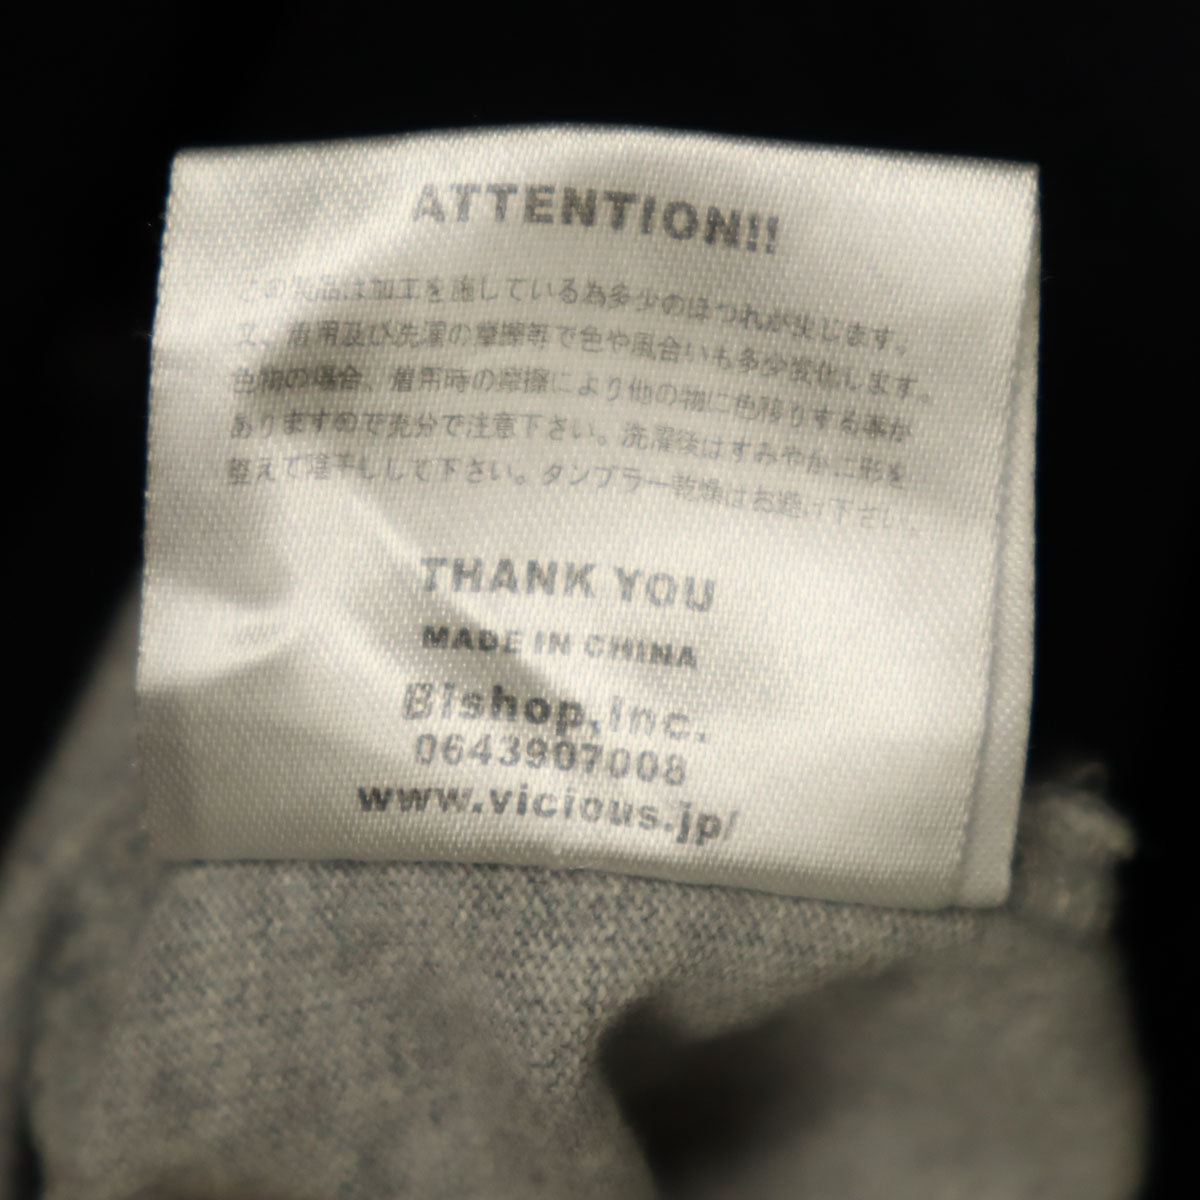 ATTENTION!!
この製品は加工を施している為多少のほつれが生じます。
又、着用及び洗濯の摩擦等で色や風合いも多少変化します。
色物の場合、着用時の摩擦により他の物に色移りする事が
ありますので充分で注意下さい。洗濯後はすみやかに形を
整えて陰干しして下さい。タンブラー乾燥はお避け下さい。
THANK YOU
MADE IN CHINA
Bishop,inc.
0643907008
www.vicious.jp/